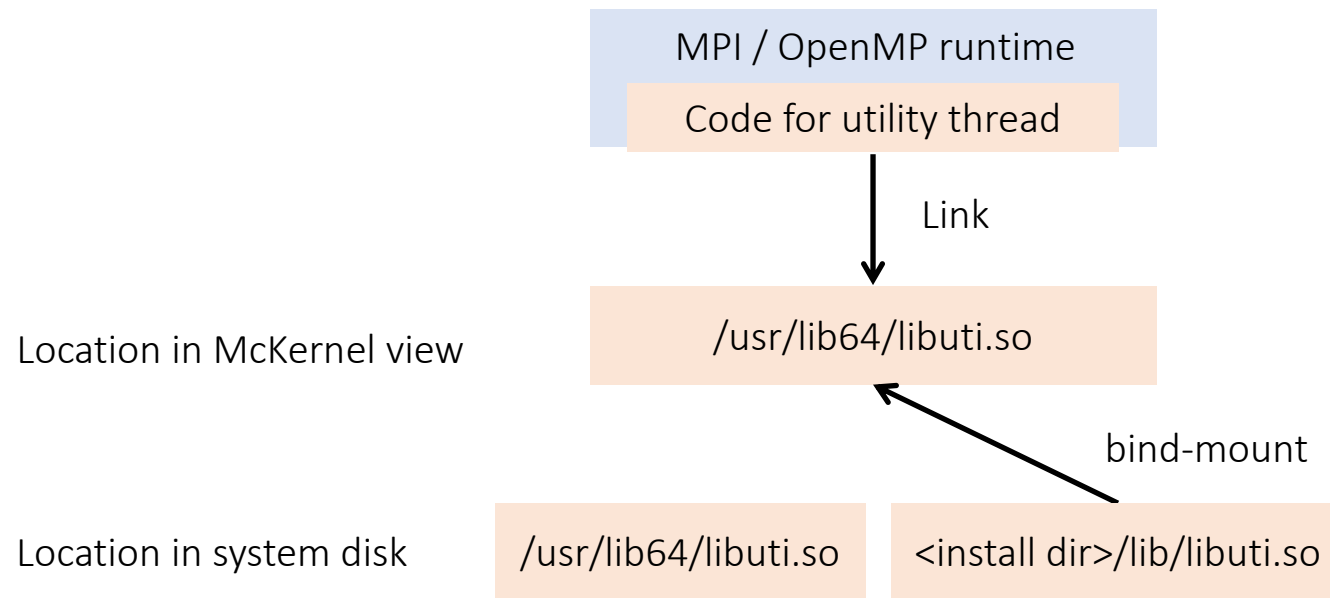 MPI / OpenMP runtime
Code for utility thread
Link
Location in McKernel view
/usr/lib64/libuti.so
bind-mount
Location in system disk
/usr/lib64/libuti.so
<install dir>/lib/libuti.so